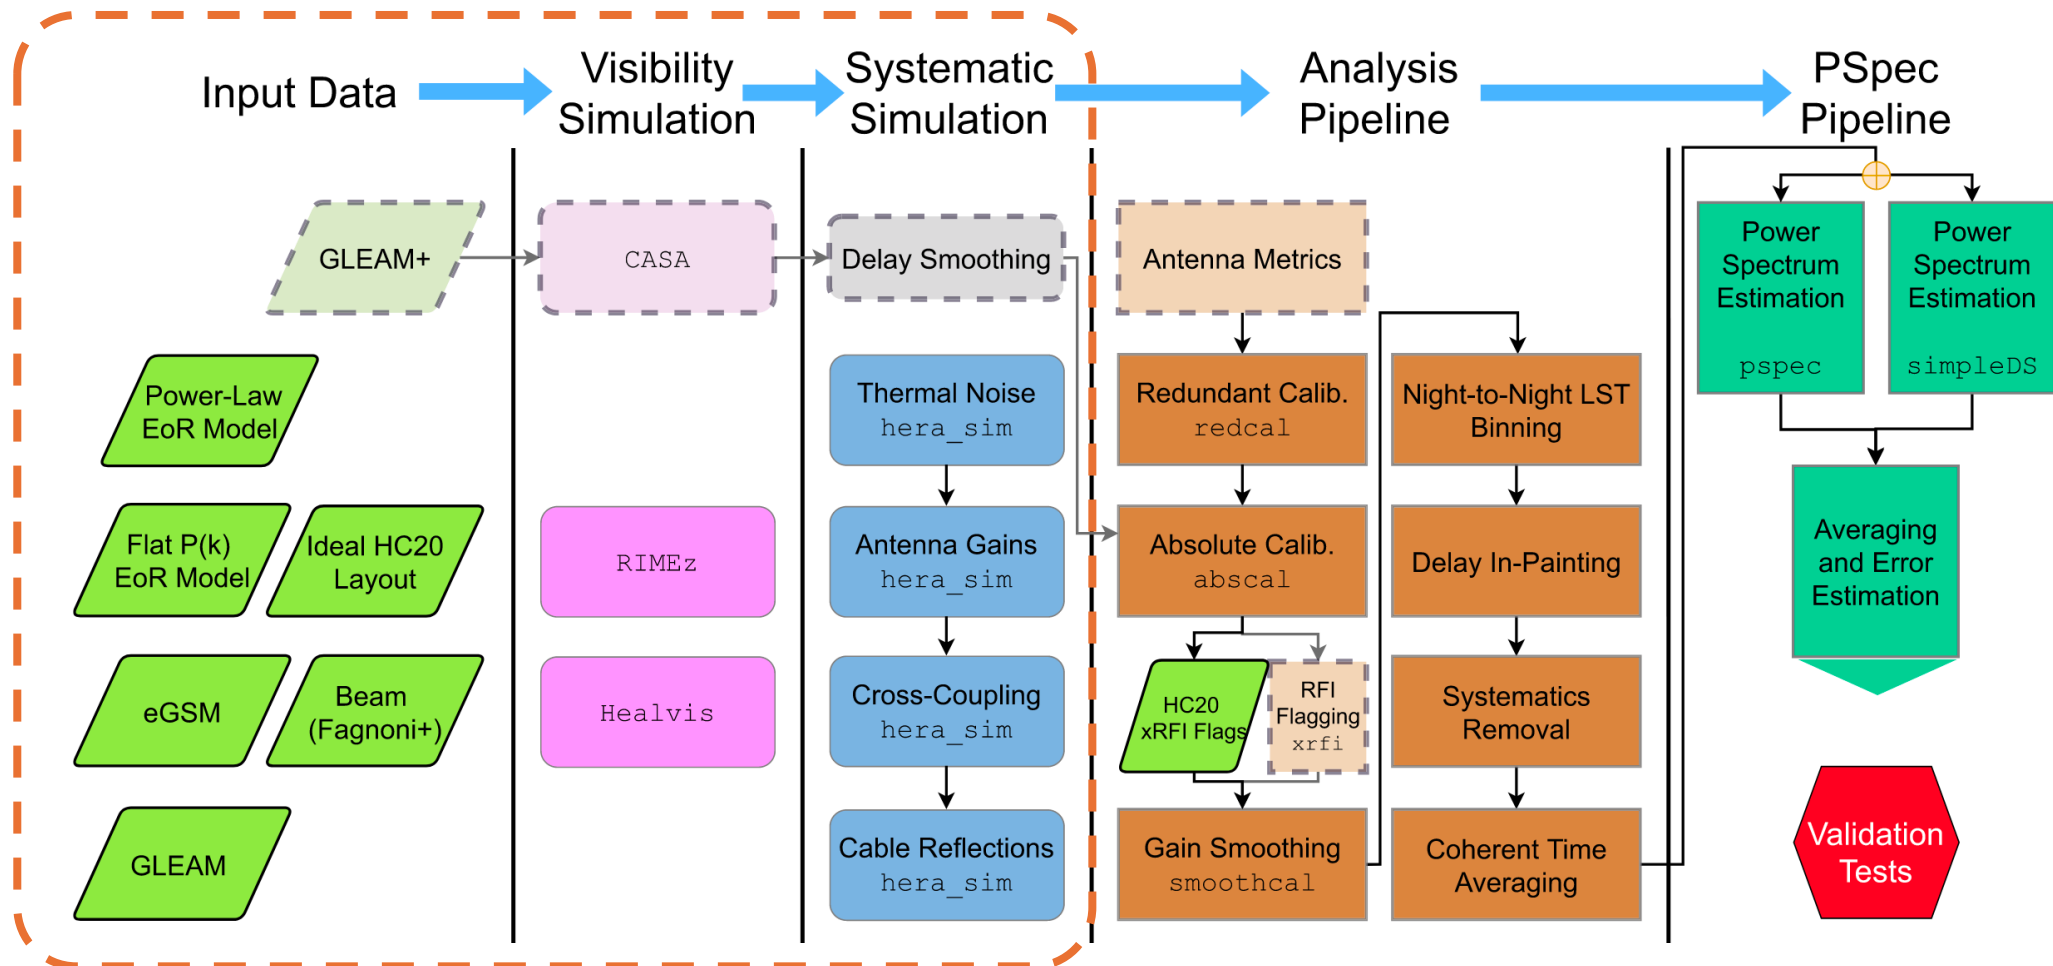 Input Data
Visibility
Simulation
Systematic
Simulation
Analysis
Pipeline
PSpec
Pipeline
GLEAM+
Power-Law
EoR Model
Flat P(k)
EoR Model
Ideal HC20
Layout
eGSM
Beam
(Fagnoni+)
GLEAM
CASA
RIMEz
Healvis
Delay Smoothing
Thermal Noise
hera_sim
Antenna Gains
hera_sim
Cross-Coupling
hera_sim
Cable Reflections
hera_sim
Antenna Metrics
Redundant Calib.
redcal
Absolute Calib.
abscal
HC20
xRFI Flags
RFI
Flagging
xrfi
Gain Smoothing
smoothcal
Night-to-Night LST
Binning
Delay In-Painting
Systematics
Removal
Coherent Time
Averaging
Power
Spectrum
Estimation
pspec
Power
Spectrum
Estimation
simpleDS
Averaging
and Error
Estimation
Validation
Tests